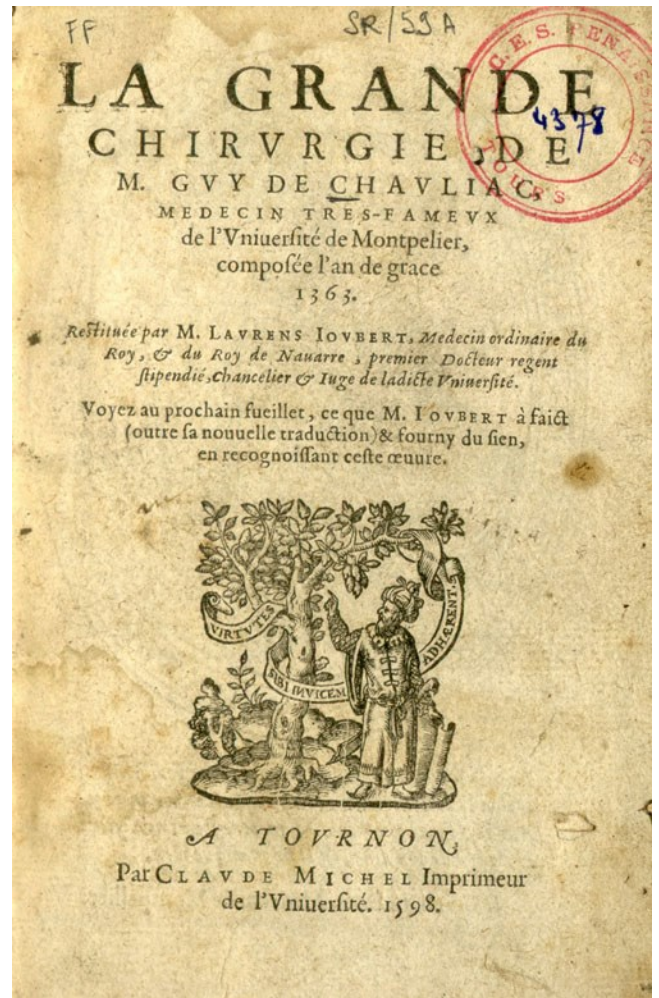 FF
SR/59A
C.E.S. RENAISSANCE
TOURS
4378
LA GRANDE
CHIRVRGIE, DE
M. GVY DE CHAVLIAC,
MEDECIN TRES-FAMEVX
de l'Vniuerſité de Montpelier,
compoſée l'an de grace
1363.
Reſtituée par M. LAVRENS IOVBERT, Medecin ordinaire du
Roy, & du Roy de Nauarre, premier Docteur regent
ſtipendié, chancelier & Iuge de ladicte Vniuerſité.
Voyez au prochain fueillet, ce que M. IOVBERT à faict
(outre ſa nouuelle traduction) & fourny du ſien,
en recognoiſſant ceſte œuure.
VIRTVTES
SIBI INVICEM
ADHÆRENT.
A TOVRNON,
Par CLAVDE MICHEL Imprimeur
de l'Vniuerſité. 1598.